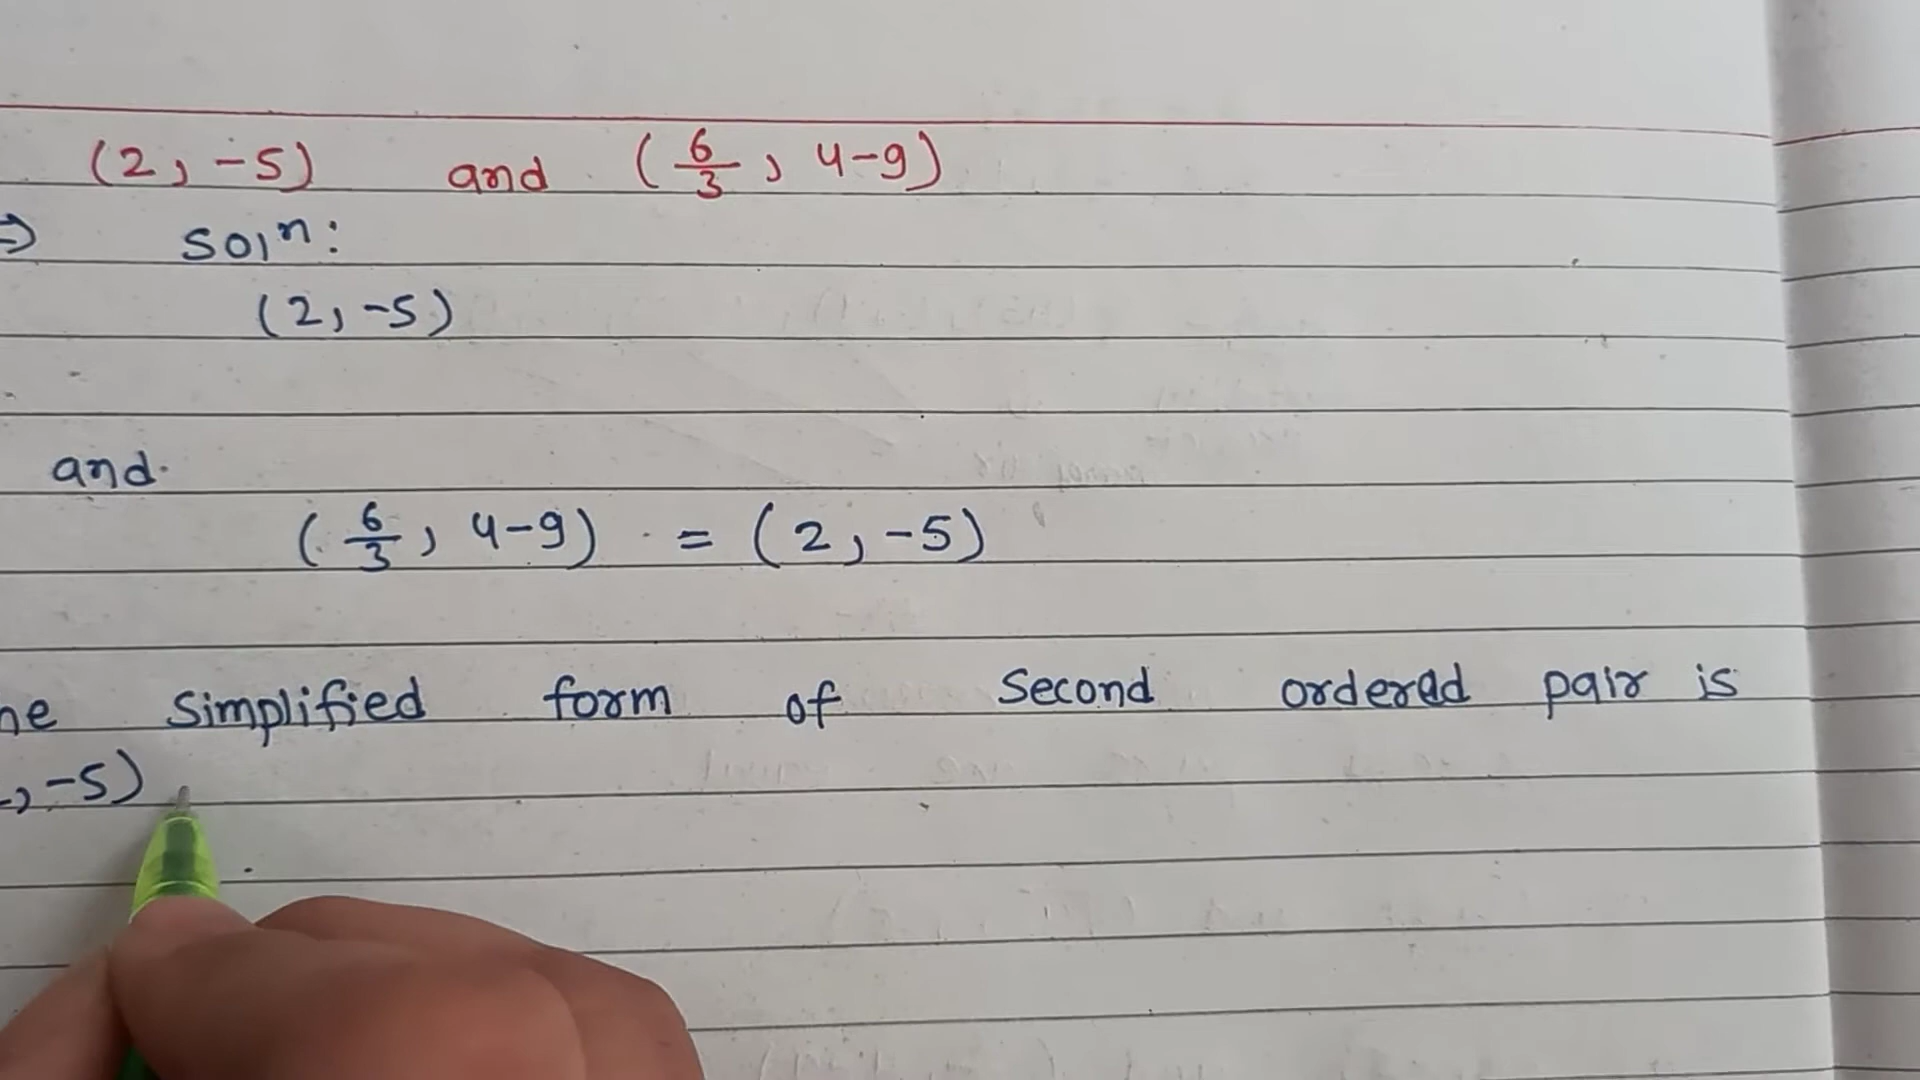 (2, -5) and (6/3, 4-9)
⇒ Solⁿ:
(2, -5)
and
(6/3, 4-9) = (2, -5)
simplified form of second ordered pair is
, -5)